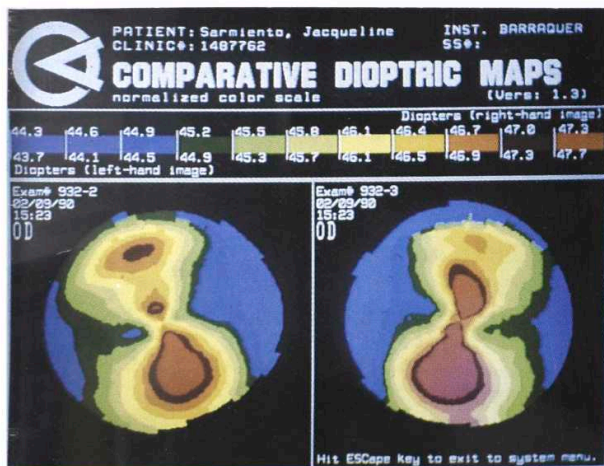 PATIENT: Sarmiento, Jacqueline INST. BARRAQUER
CLINIC#: 1487762 SS#:
COMPARATIVE DIOPTRIC MAPS
normalized color scale (Vers: 1.3)
Diopters (right-hand image)
44.3 44.6 44.9 45.2 45.5 45.8 46.1 46.4 46.7 47.0 47.3
43.7 44.1 44.5 44.9 45.3 45.7 46.1 46.5 46.9 47.3 47.7
Diopters (left-hand image)
Exam# 932-2
02/09/90
15:23
OD
Exam# 932-3
02/09/90
15:23
OD
Hit ESCape key to exit to system menu.